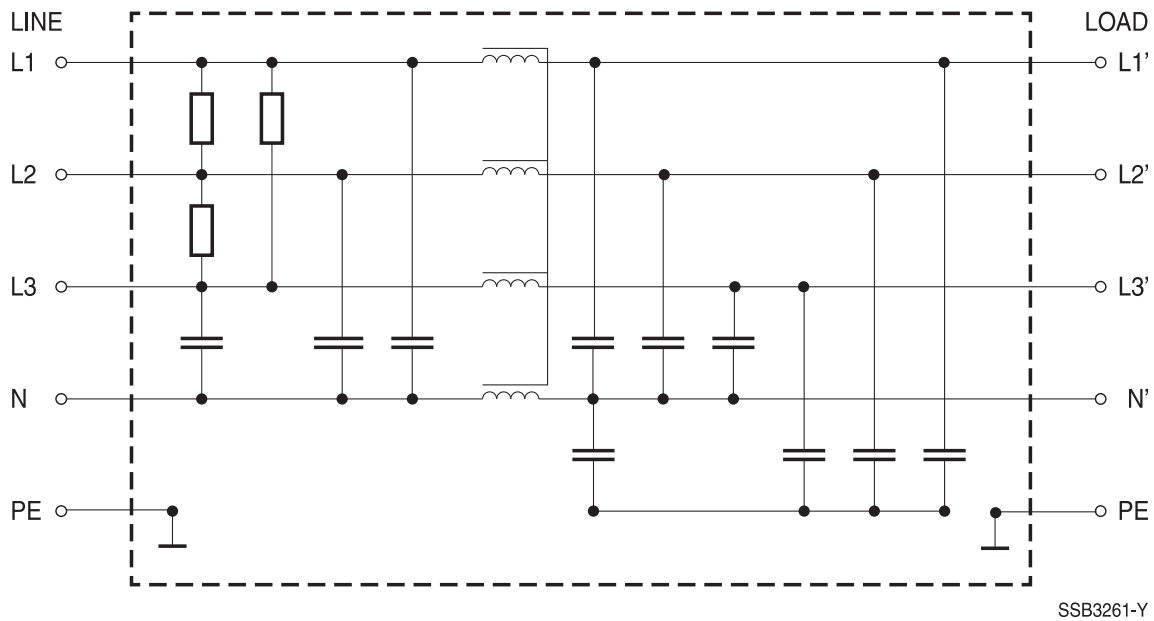 LINE LOAD
L1 L1’
L2 L2’
L3 L3’
N N’
PE PE
SSB3261-Y